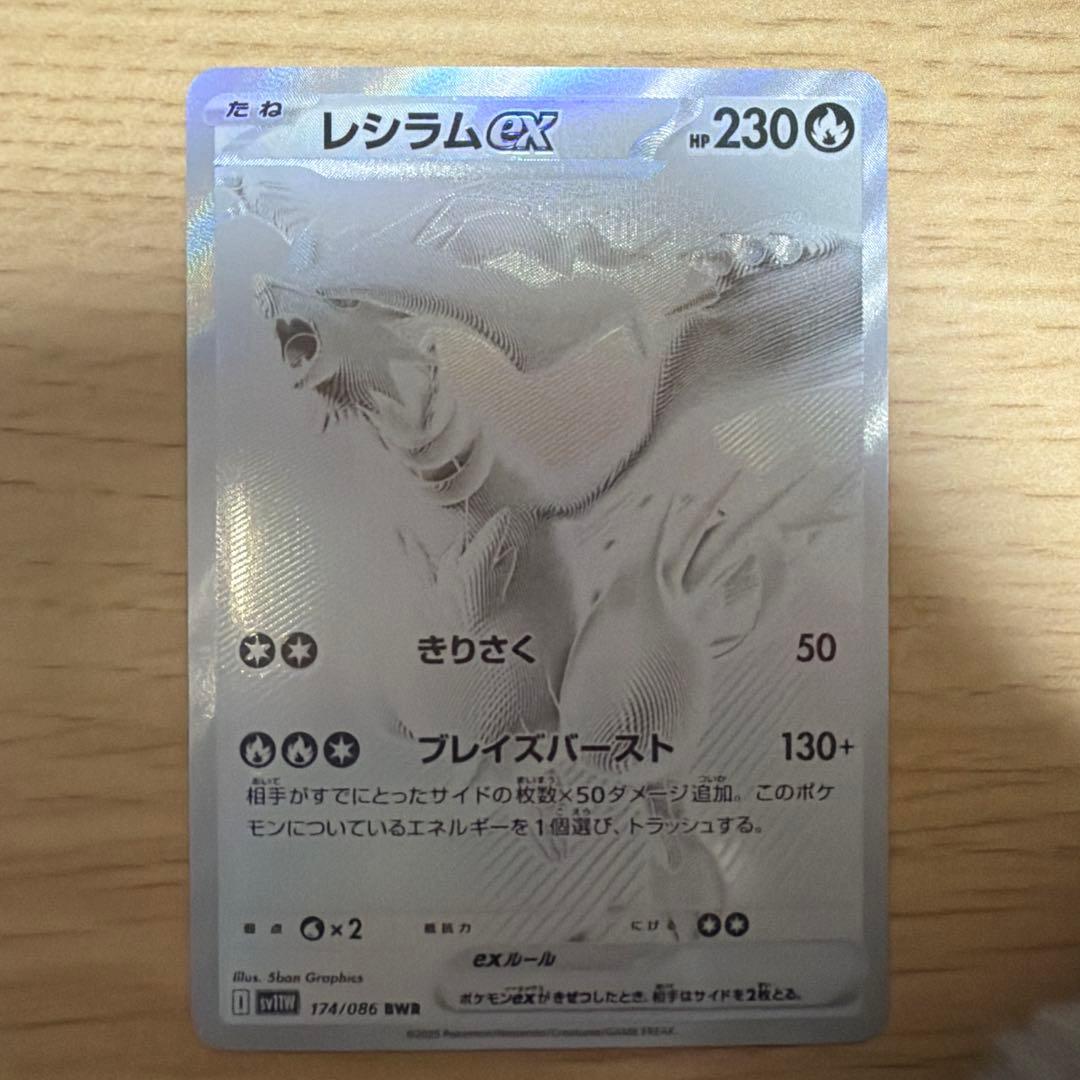 たね レシラムex HP230
きりさく 50
ブレイズバースト 130+
相手がすでにとったサイドの枚数×50ダメージ追加。このポケ
モンについているエネルギーを1個選び、トラッシュする。
弱点 ×2 抵抗力 にげる
exルール
ポケモンexがきぜつしたとき、相手はサイドを2枚とる。
illus. 5ban Graphics
I sv11W 174/086 BWR
©2025 Pokémon/Nintendo/Creatures/GAME FREAK.